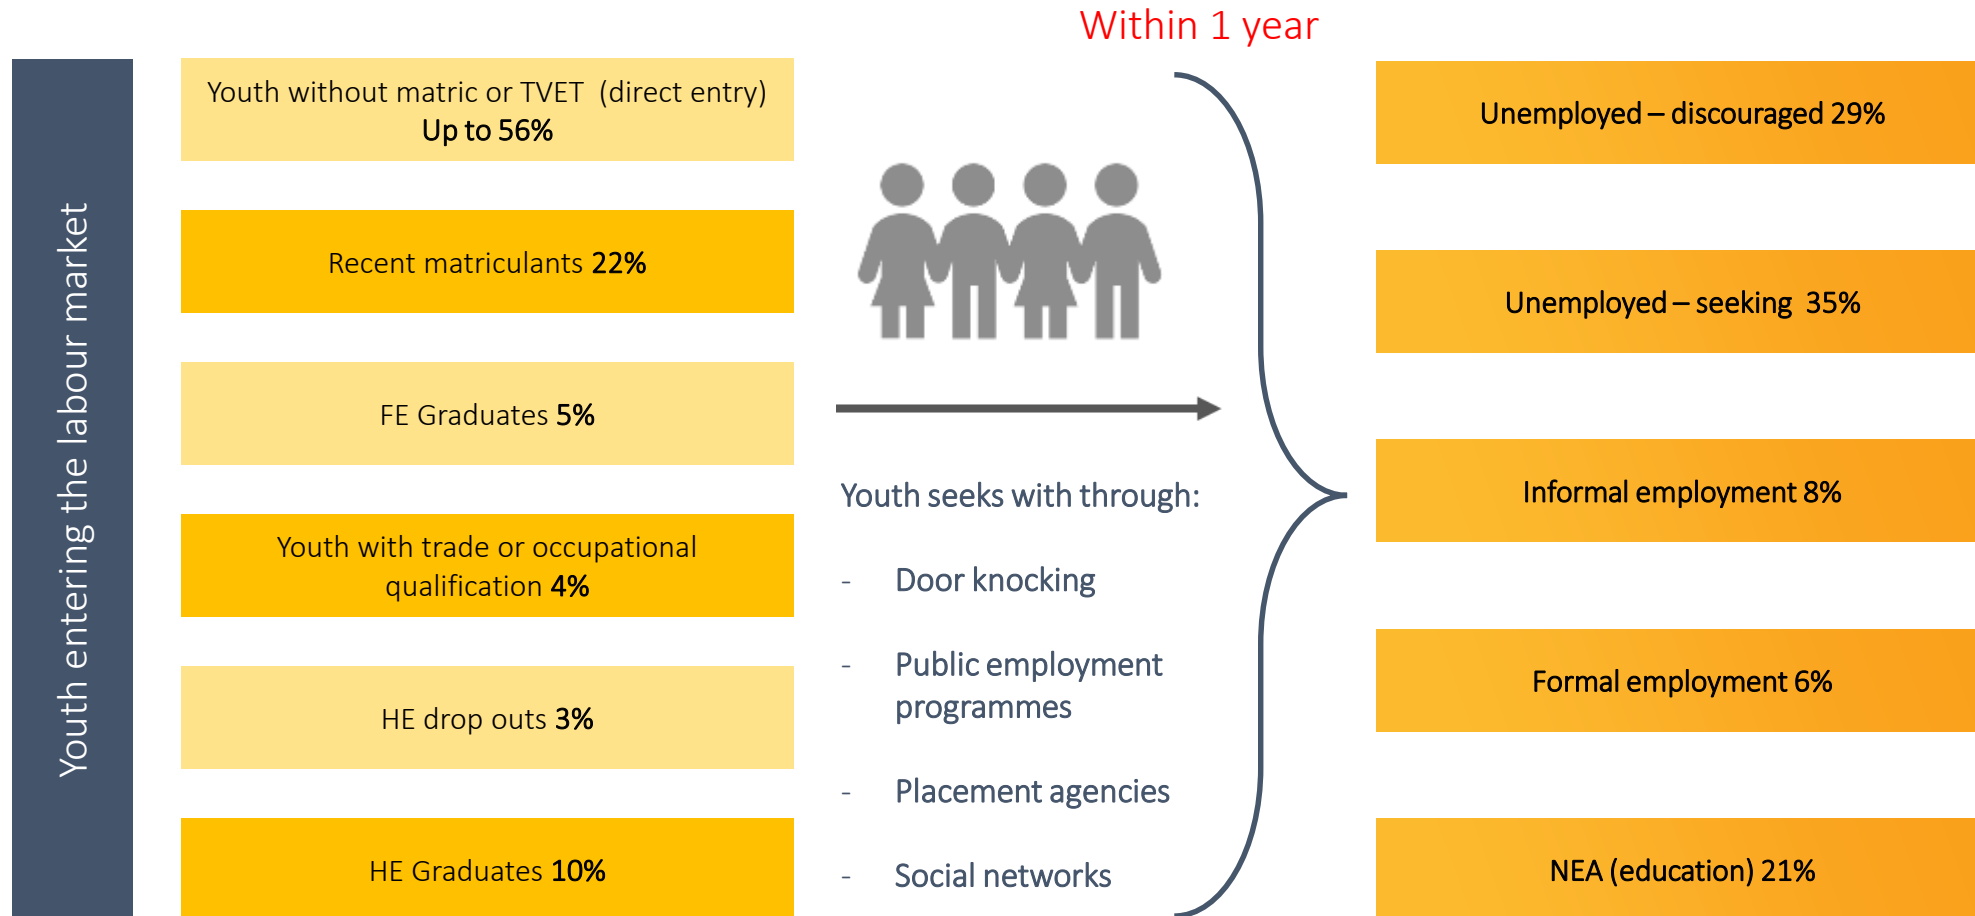 Within 1 year
Youth entering the labour market
Youth without matric or TVET (direct entry)
Up to 56%
Recent matriculants 22%
FE Graduates 5%
Youth with trade or occupational
qualification 4%
HE drop outs 3%
HE Graduates 10%
Youth seeks with through:
- Door knocking
- Public employment
programmes
- Placement agencies
- Social networks
Unemployed – discouraged 29%
Unemployed – seeking 35%
Informal employment 8%
Formal employment 6%
NEA (education) 21%